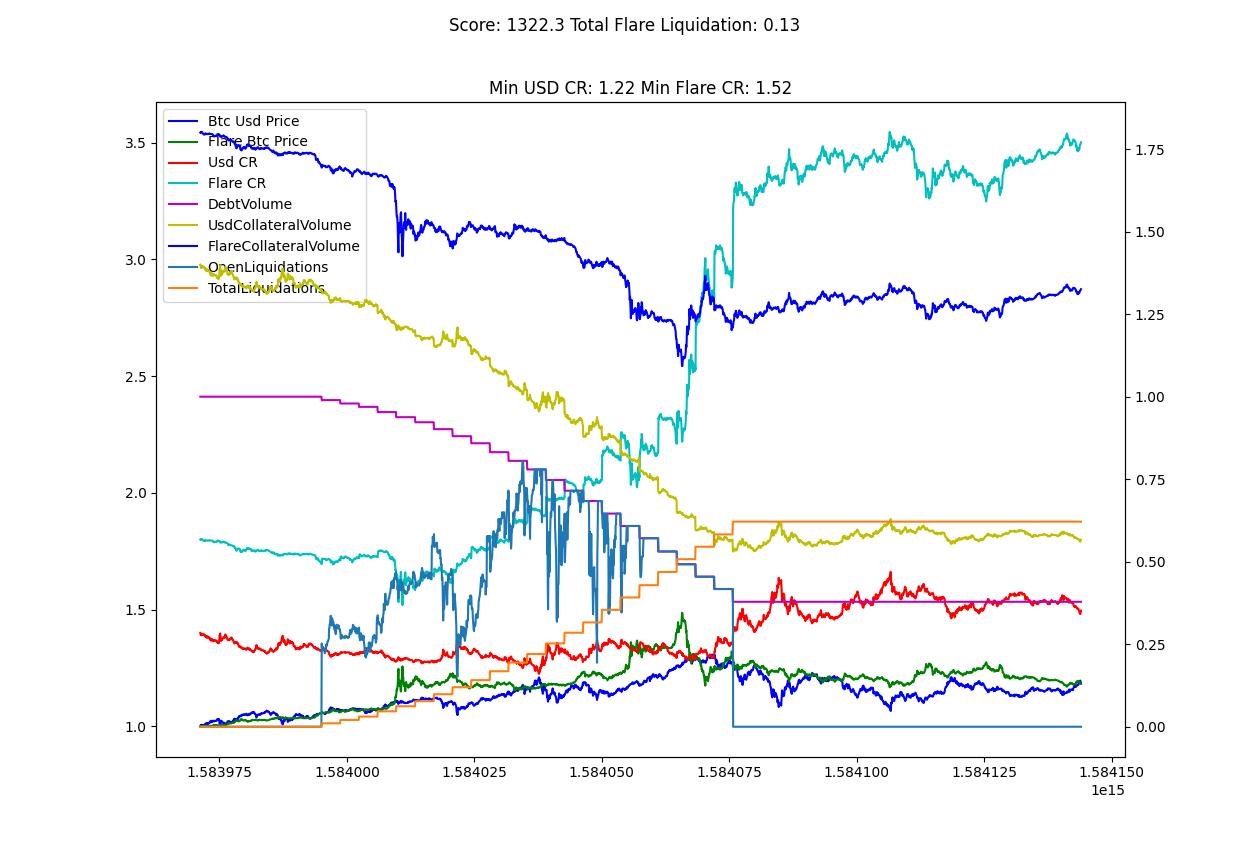 Score: 1322.3 Total Flare Liquidation: 0.13
Min USD CR: 1.22 Min Flare CR: 1.52
Btc Usd Price
Flare Btc Price
Usd CR
Flare CR
DebtVolume
UsdCollateralVolume
FlareCollateralVolume
OpenLiquidations
TotalLiquidations
3.5
3.0
2.5
2.0
1.5
1.0
1.75
1.50
1.25
1.00
0.75
0.50
0.25
0.00
1.583975
1.584000
1.584025
1.584050
1.584075
1.584100
1.584125
1.584150
1e15